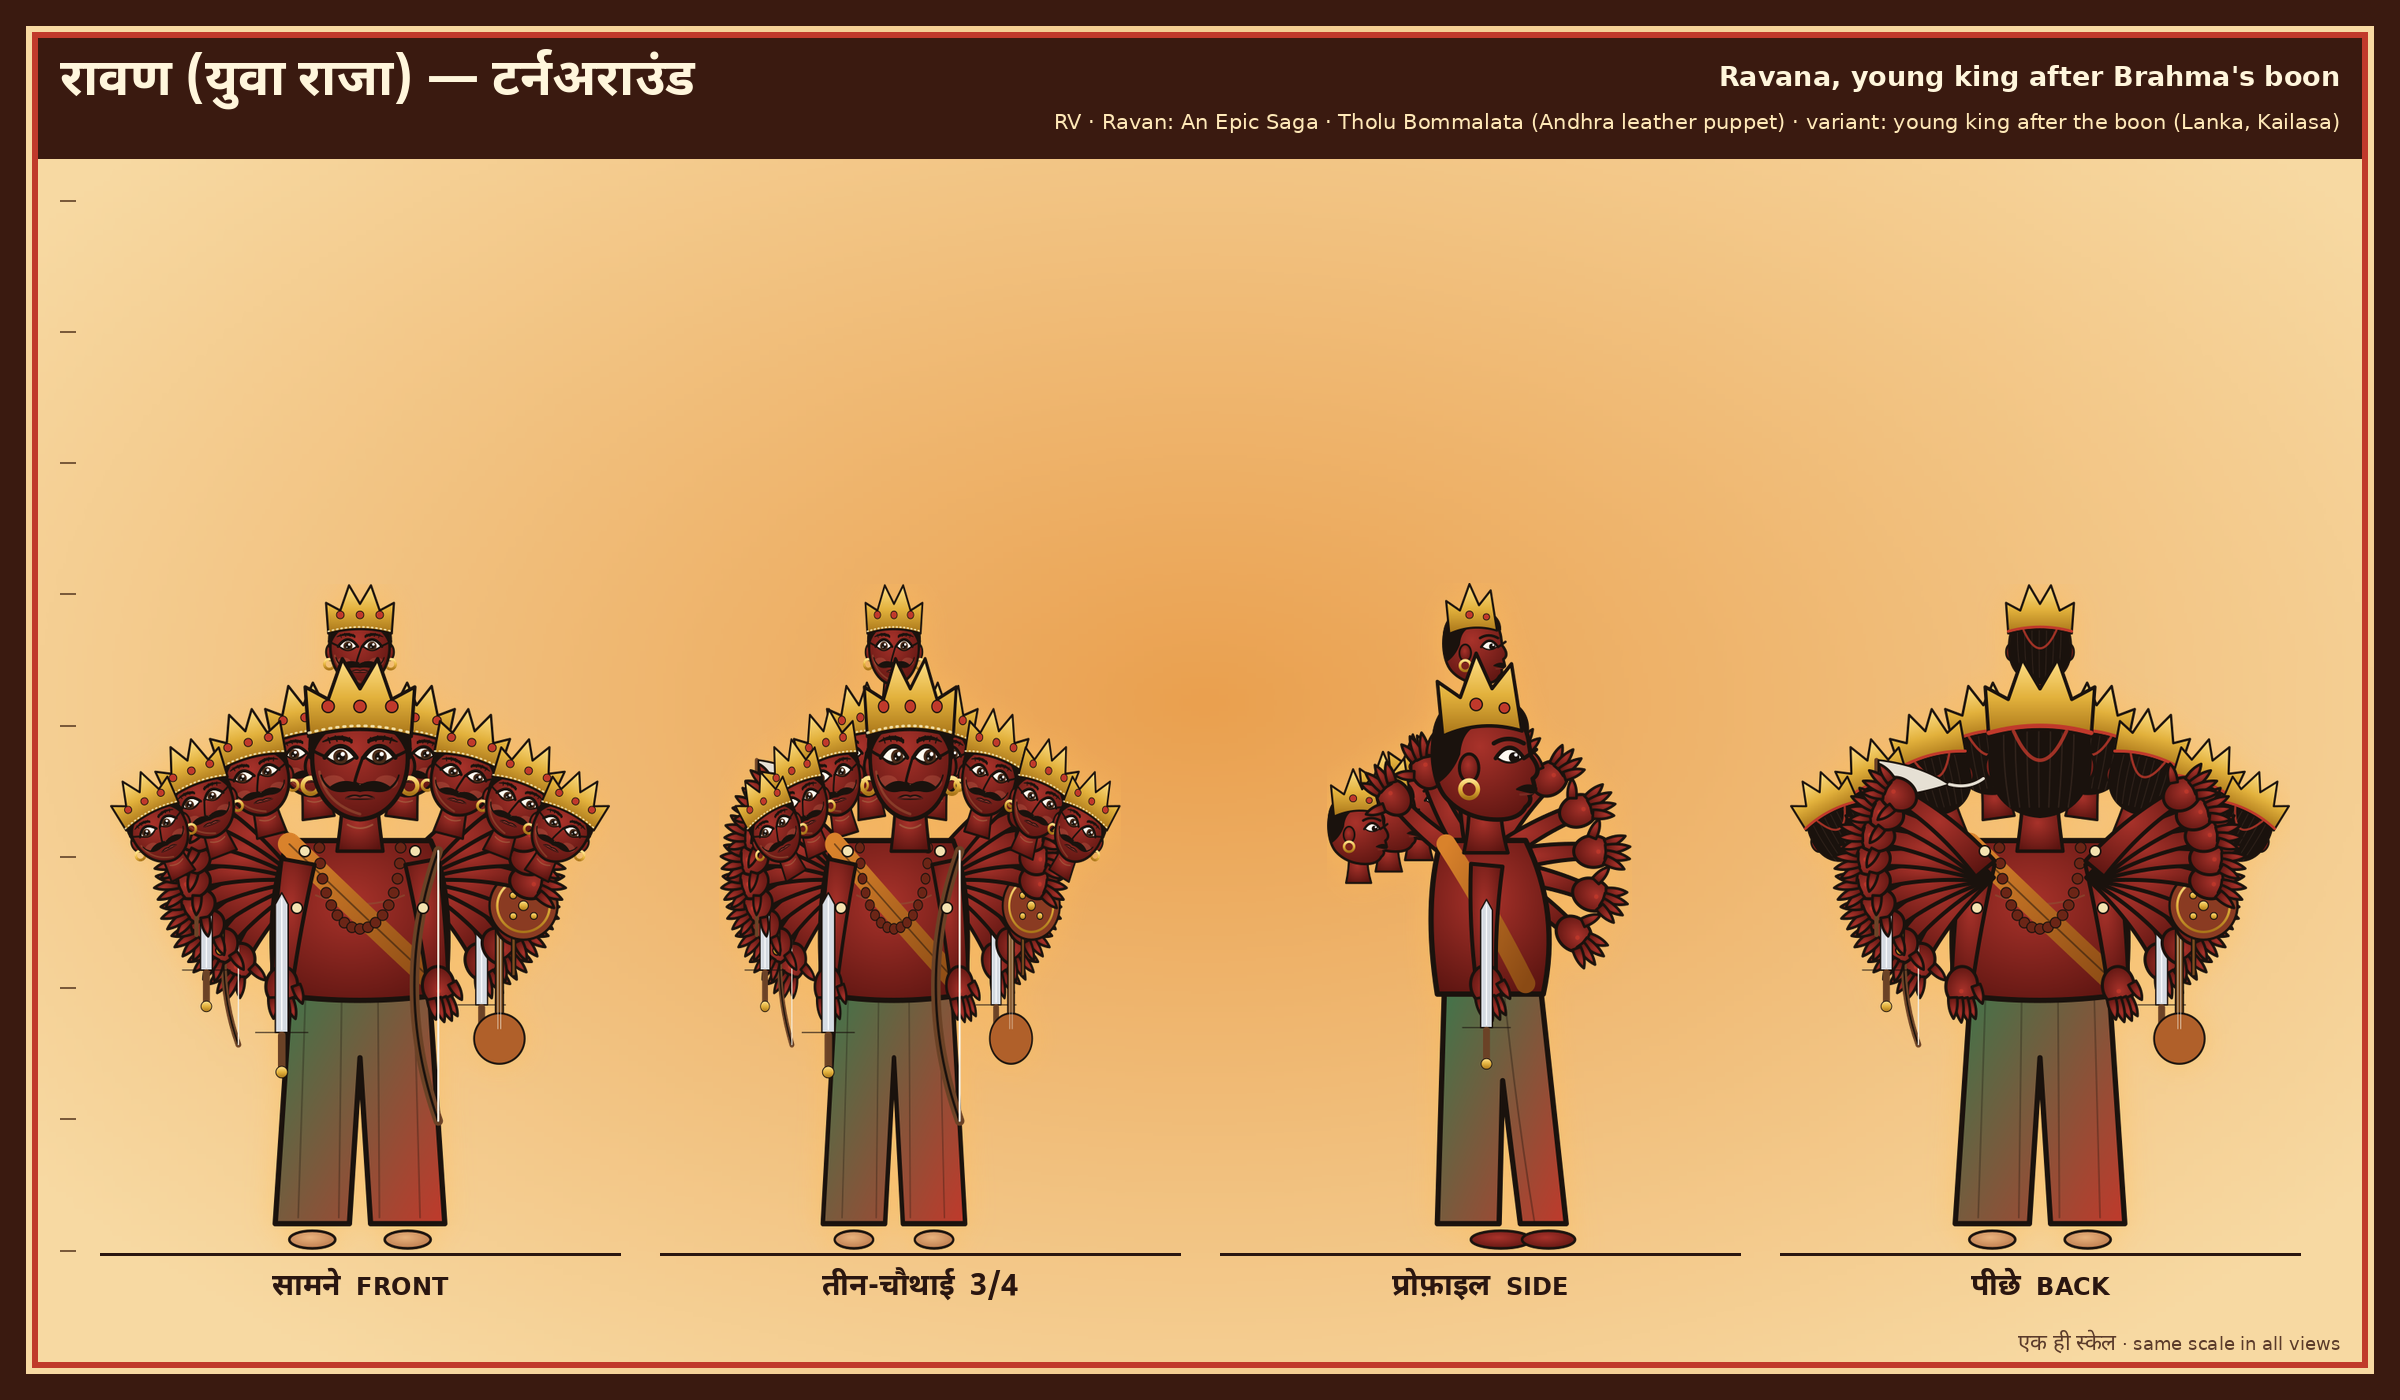 रावण (युवा राजा) — टर्नअराउंड
Ravana, young king after Brahma's boon
RV · Ravan: An Epic Saga · Tholu Bommalata (Andhra leather puppet) · variant: young king after the boon (Lanka, Kailasa)
सामने FRONT
तीन-चौथाई 3/4
प्रोफ़ाइल SIDE
पीछे BACK
एक ही स्केल · same scale in all views